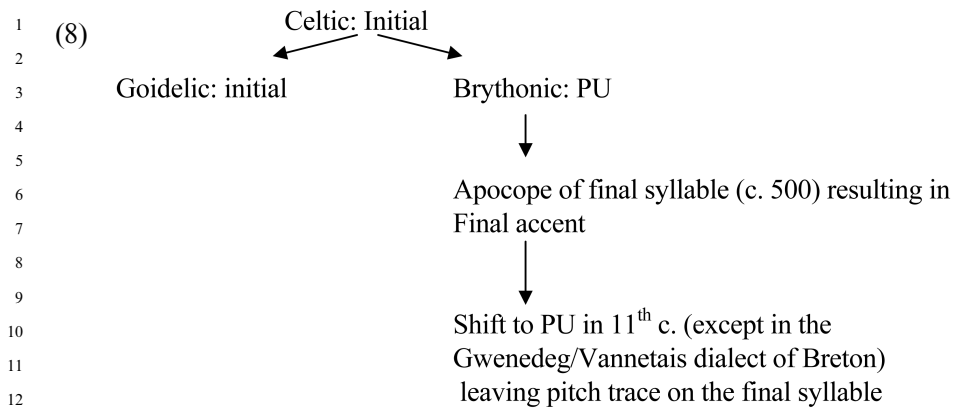 1
(8)
Celtic: Initial
2
3
Goidelic: initial
Brythonic: PU
4
5
6
Apocope of final syllable (c. 500) resulting in
7
Final accent
8
9
10
Shift to PU in 11th c. (except in the
11
Gwenedeg/Vannetais dialect of Breton)
12
leaving pitch trace on the final syllable